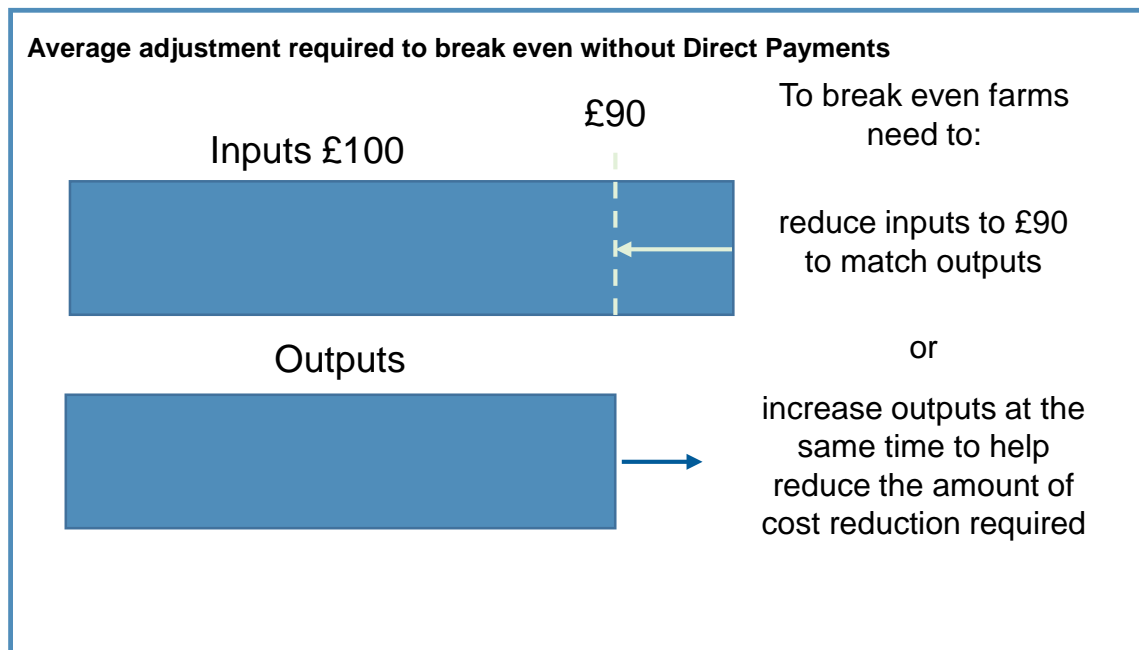 Average adjustment required to break even without Direct Payments
£90
Inputs £100
Outputs
To break even farms
need to:
reduce inputs to £90
to match outputs
or
increase outputs at the
same time to help
reduce the amount of
cost reduction required